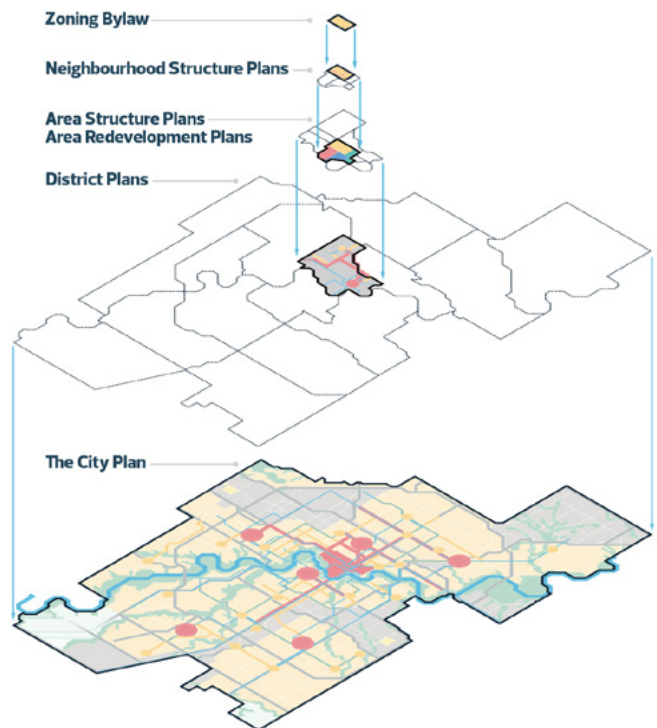 Zoning Bylaw
Neighbourhood Structure Plans
Area Structure Plans
Area Redevelopment Plans
District Plans
The City Plan